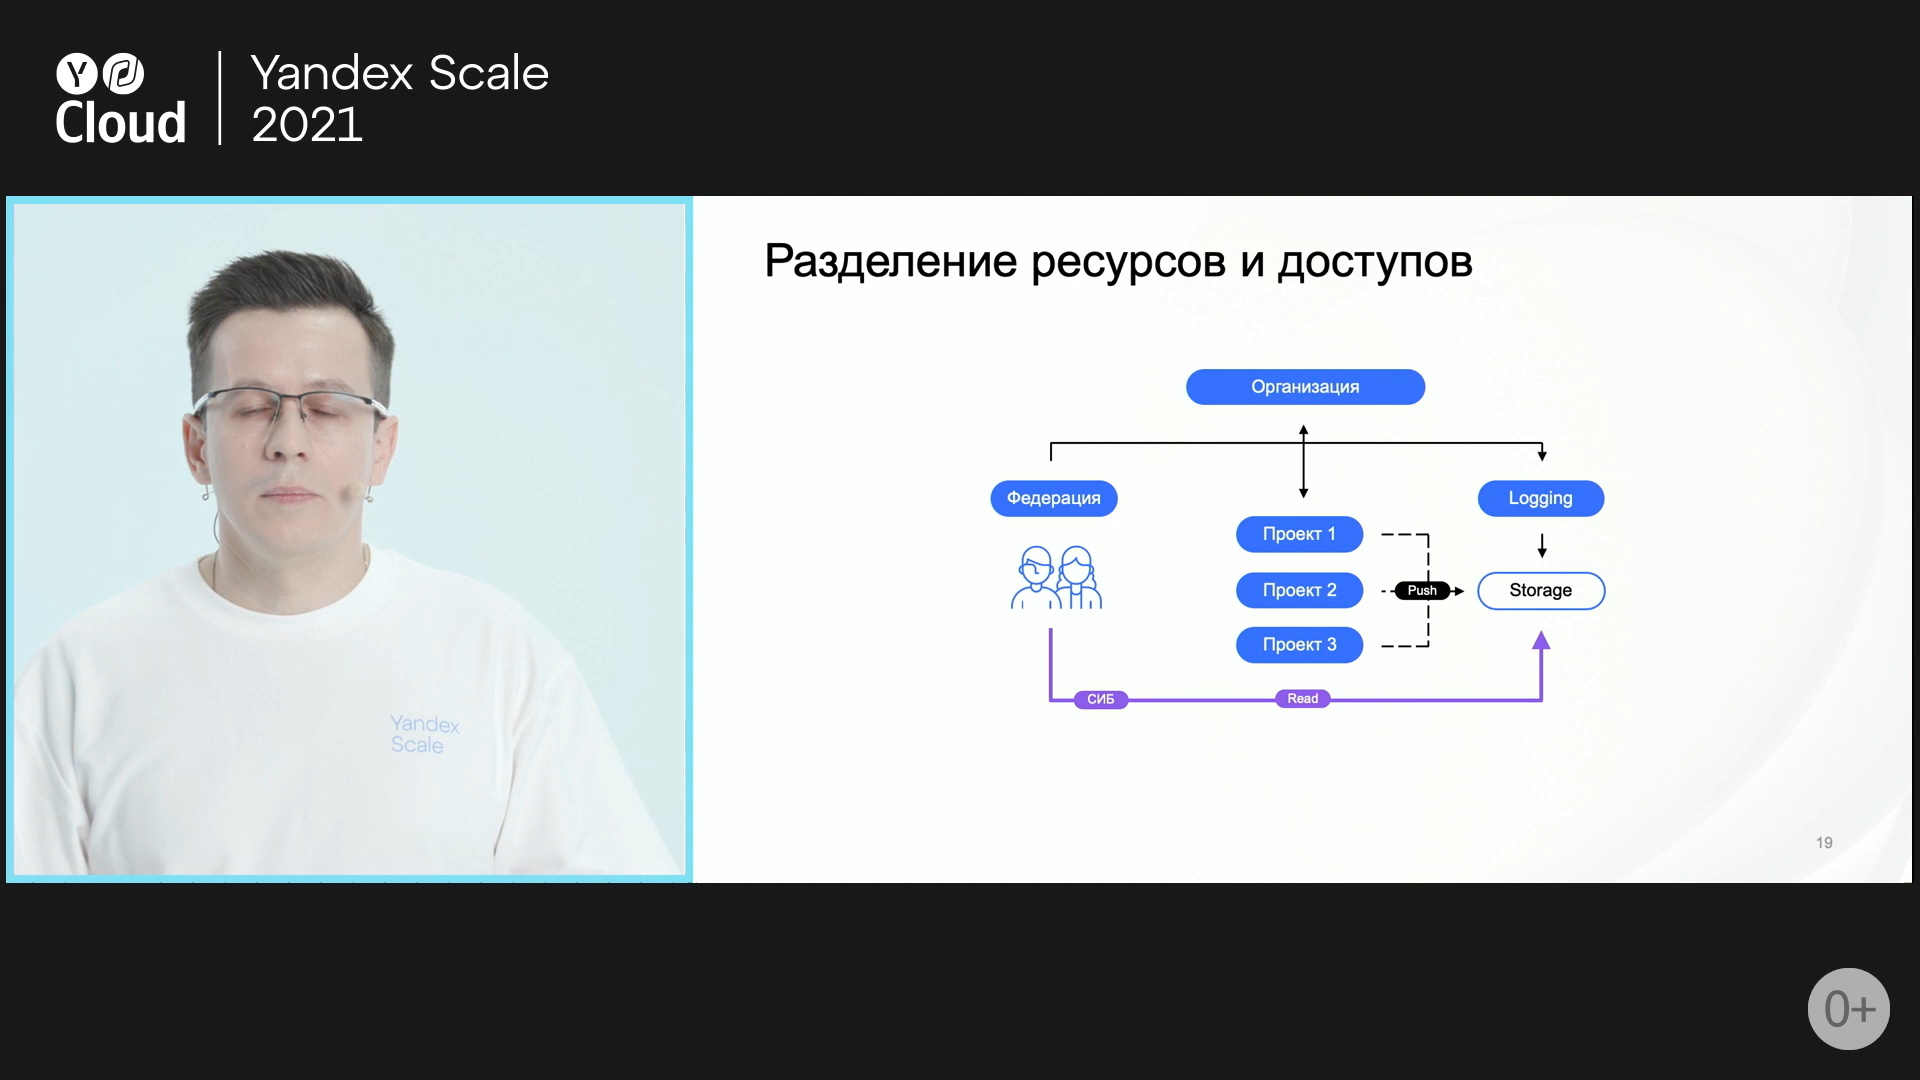 Cloud
Yandex Scale
2021
Разделение ресурсов и доступов
Организация
Федерация
Logging
Проект 1
Проект 2
Проект 3
Push
Storage
СИБ
Read
Yandex
Scale
19
0+